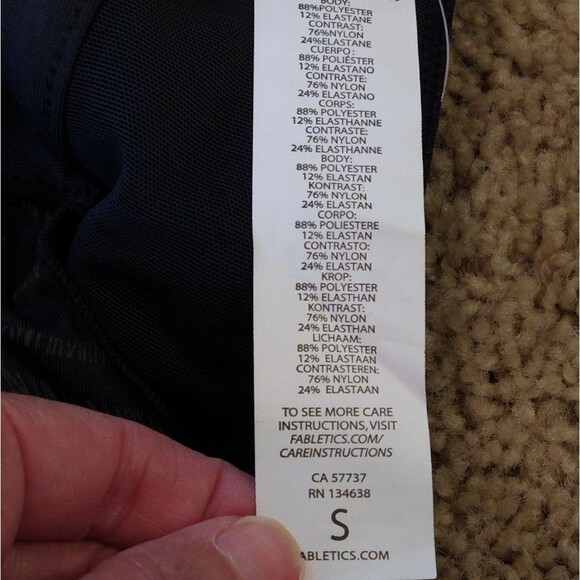 BODY:
88%POLYESTER
12% ELASTANE
CONTRAST:
76%NYLON
24%ELASTANE
CUERPO:
88% POLIÉSTER
12% ELASTANO
CONTRASTE:
76% NYLON
24% ELASTANO
CORPS:
88% POLYESTER
12% ELASTHANNE
CONTRASTE:
76% NYLON
24% ELASTHANNE
BODY:
88% POLYESTER
12% ELASTAN
KONTRAST:
76% NYLON
24% ELASTAN
CORPO:
88% POLIESTERE
12% ELASTAN
CONTRASTO:
76% NYLON
24% ELASTAN
KROP:
88% POLYESTER
12% ELASTHAN
KONTRAST:
76% NYLON
24% ELASTHAN
LICHAAM:
88% POLYESTER
12% ELASTAAN
CONTRASTEREN:
76% NYLON
24% ELASTAAN
TO SEE MORE CARE
INSTRUCTIONS, VISIT
FABLETICS.COM/
CAREINSTRUCTIONS
CA 57737
RN 134638
S
ABLETICS.COM